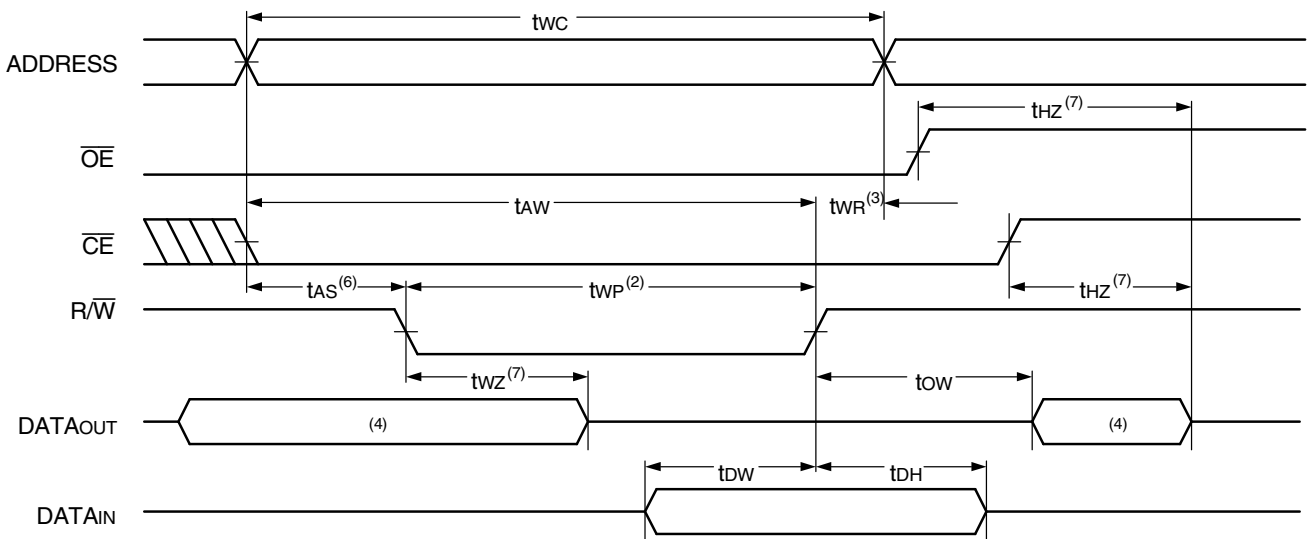 tWC
ADDRESS
tHZ(7)
OE
tAW
tWR(3)
CE
tAS(6)
tWP(2)
tHZ(7)
R/W
tWZ(7)
tOW
DATAOUT
(4)
(4)
tDW
tDH
DATAIN